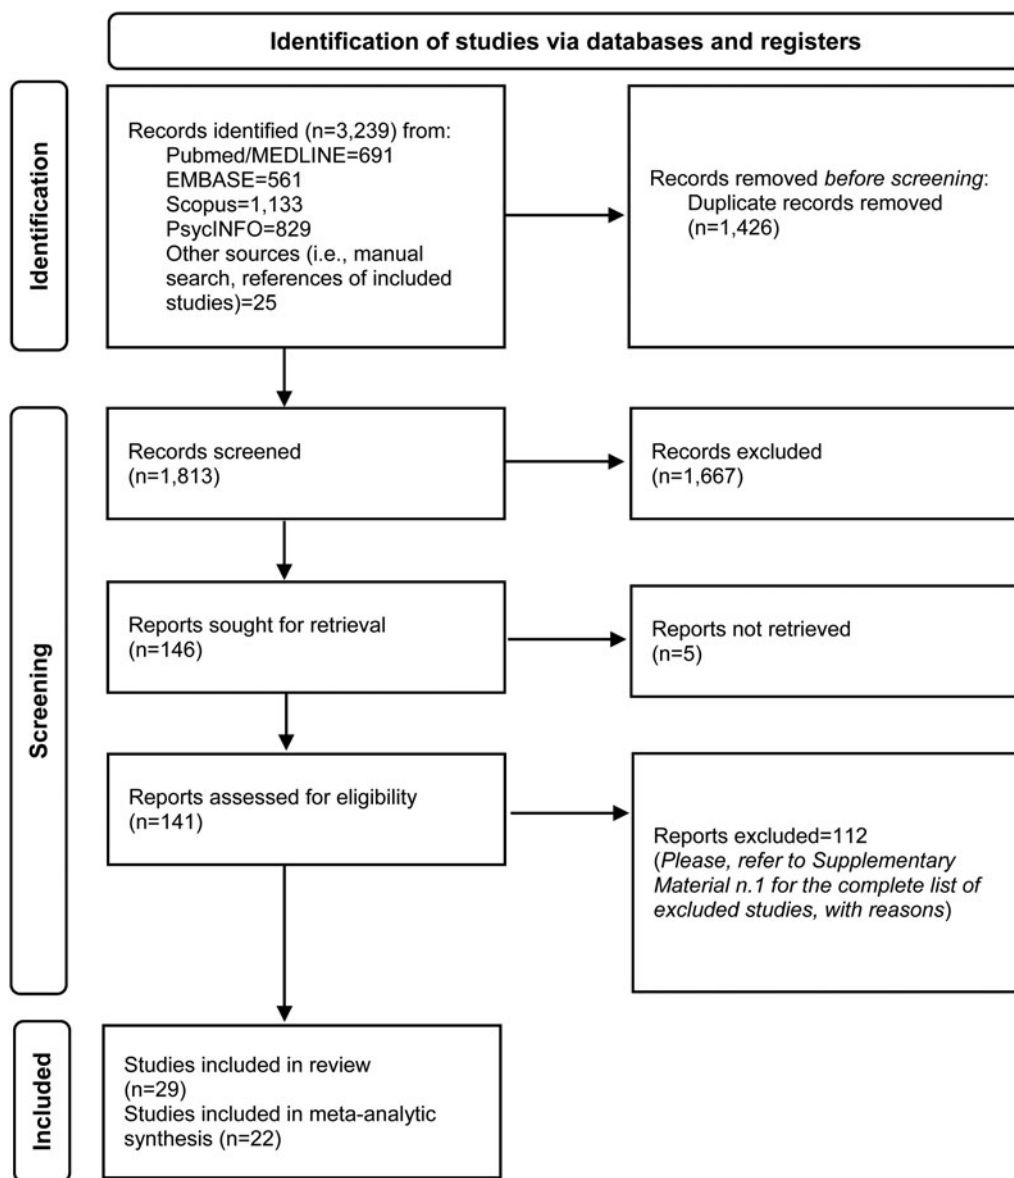 Identification of studies via databases and registers
Identification
Records identified (n=3,239) from:
Pubmed/MEDLINE=691
EMBASE=561
Scopus=1,133
PsycINFO=829
Other sources (i.e., manual
search, references of included
studies)=25
Records removed before screening:
Duplicate records removed
(n=1,426)
Screening
Records screened
(n=1,813)
Records excluded
(n=1,667)
Reports sought for retrieval
(n=146)
Reports not retrieved
(n=5)
Reports assessed for eligibility
(n=141)
Reports excluded=112
(Please, refer to Supplementary
Material n.1 for the complete list of
excluded studies, with reasons)
Included
Studies included in review
(n=29)
Studies included in meta-analytic
synthesis (n=22)